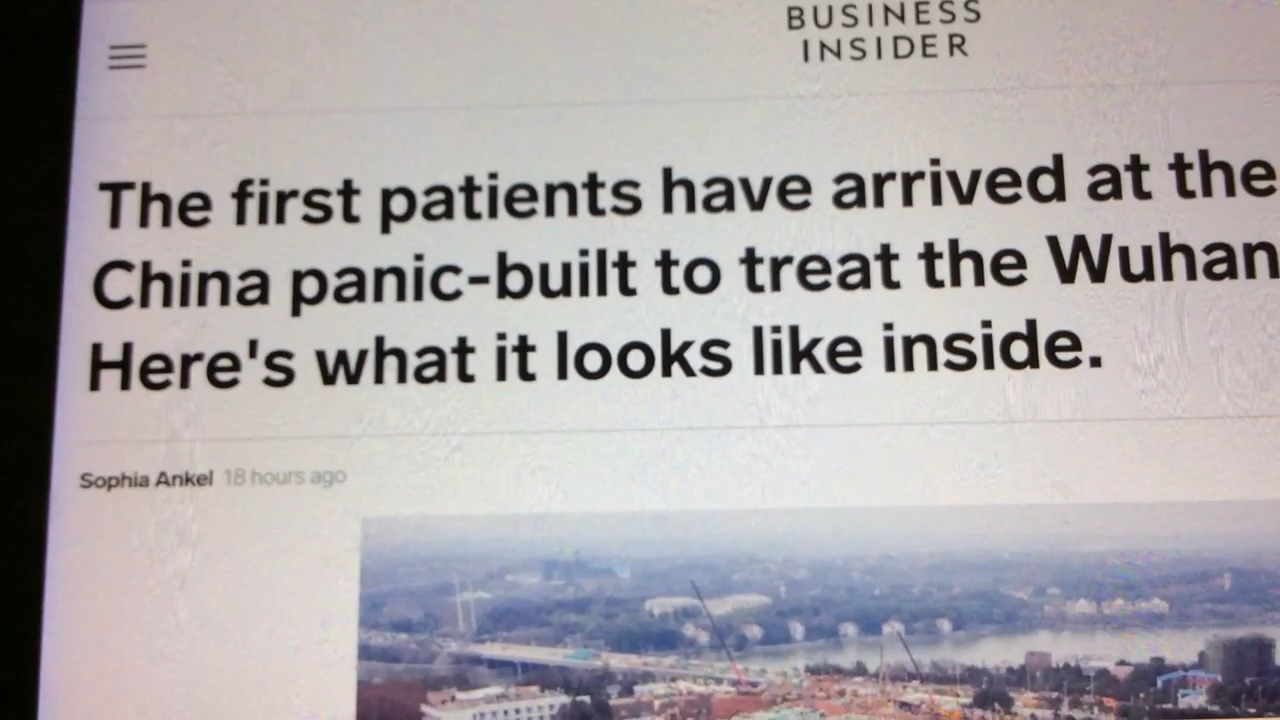 BUSINESS
INSIDER
The first patients have arrived at the
China panic-built to treat the Wuhan
Here's what it looks like inside.
Sophia Ankel 18 hours ago